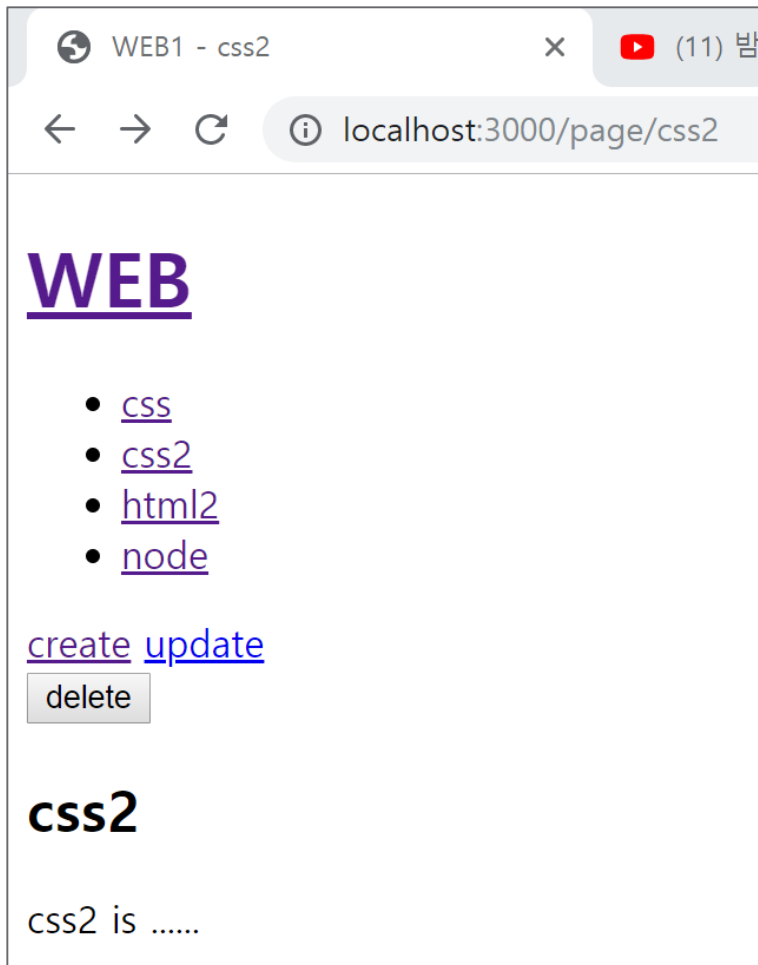 WEB1 - css2
(11) 밤
localhost:3000/page/css2
WEB
css
css2
html2
node
create update
delete
css2
css2 is ......